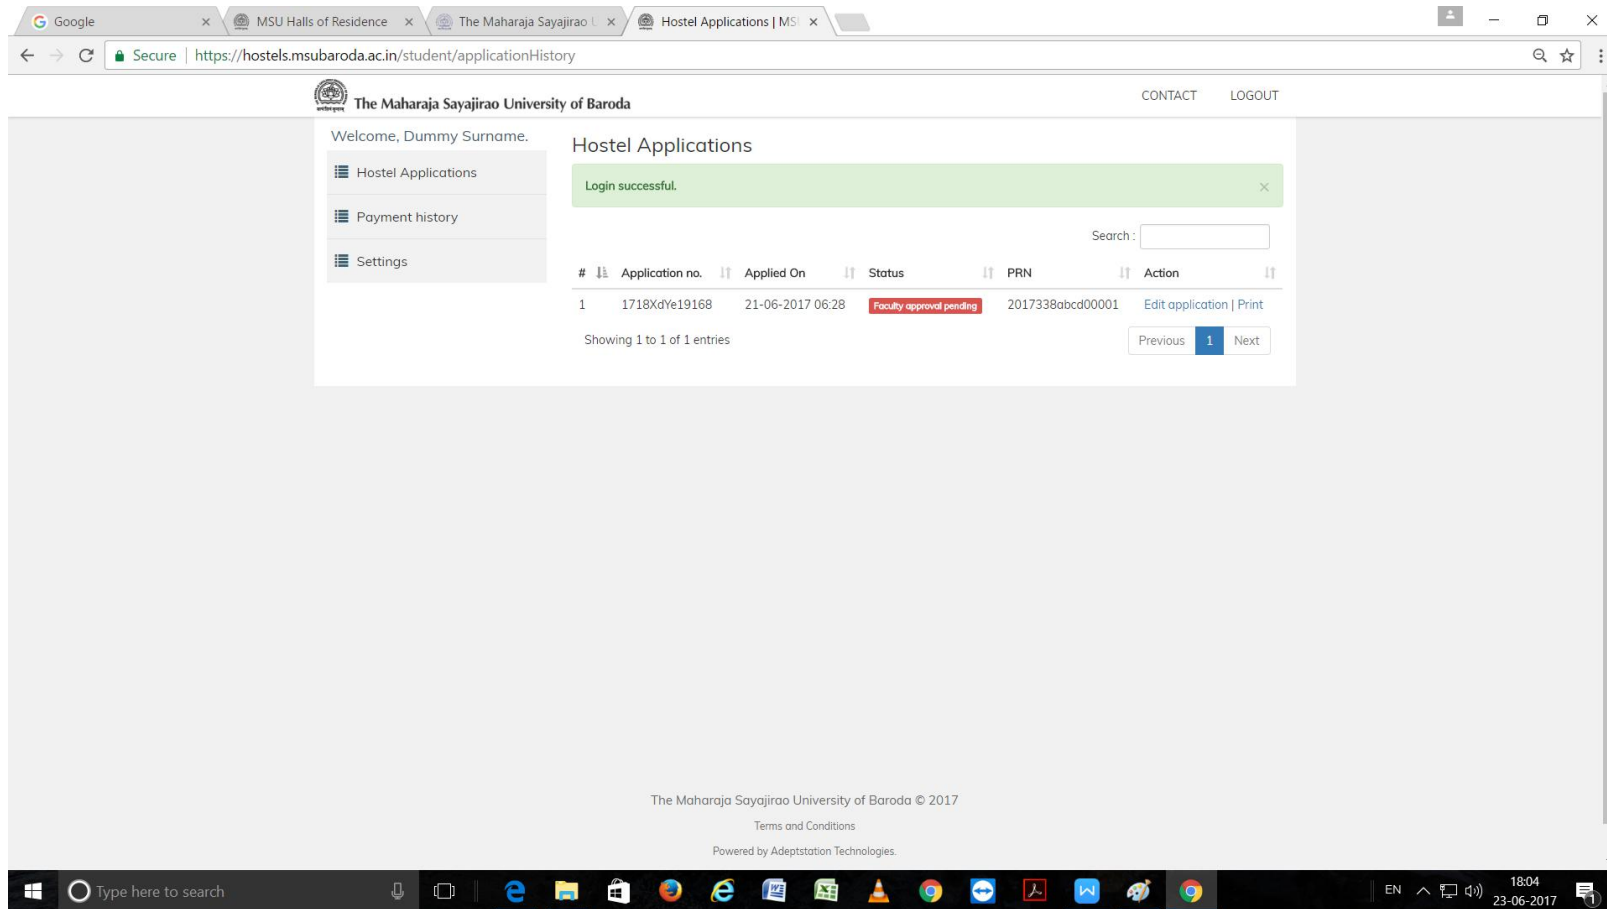 Google
MSU Halls of Residence
The Maharaja Sayajirao U
Hostel Applications | MS
Secure | https://hostels.msubaroda.ac.in/student/applicationHistory
The Maharaja Sayajirao University of Baroda
CONTACT LOGOUT
Welcome, Dummy Surname.
Hostel Applications
Payment history
Settings
Hostel Applications
Login successful.
Search :
# Application no. Applied On Status PRN Action
1 1718XdYe19168 21-06-2017 06:28 Faculty approval pending 2017338abcd00001 Edit application | Print
Showing 1 to 1 of 1 entries
Previous 1 Next
The Maharaja Sayajirao University of Baroda © 2017
Terms and Conditions
Powered by Adeptstation Technologies.
Type here to search
EN
18:04
23-06-2017